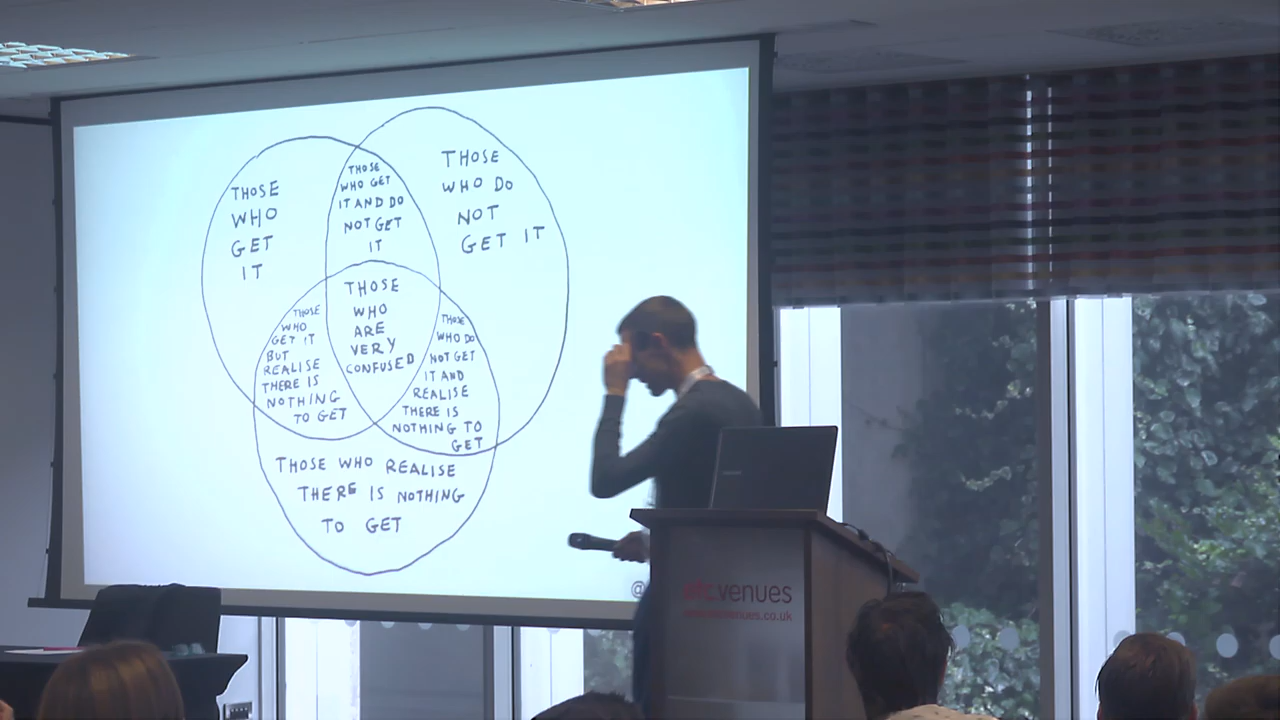 THOSE
WHO
GET
IT
THOSE
WHO GET
IT AND DO
NOT GET
IT
THOSE
WHO DO
NOT
GET IT
THOSE
WHO
ARE
VERY
CONFUSED
THOSE
WHO
GET IT
BUT
REALISE
THERE IS
NOTHING
TO GET
THOSE
WHO DO
NOT GET
IT AND
REALISE
THERE IS
NOTHING TO
GET
THOSE WHO REALISE
THERE IS NOTHING
TO GET
@
venues